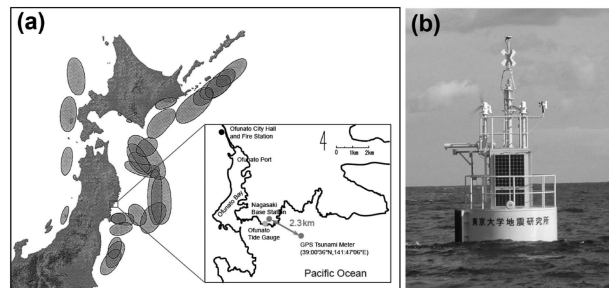 (a)
Ofunato City Hall
and Fire Station
0 1km 2km
Ofunato Port
Ofunato Bay
Nagasaki
Base Station
2.3km
Ofunato
Tide Gauge
GPS Tsunami Meter
(39:00'36"N,141:47'06"E)
Pacific Ocean
(b)
東京大学地震研究所